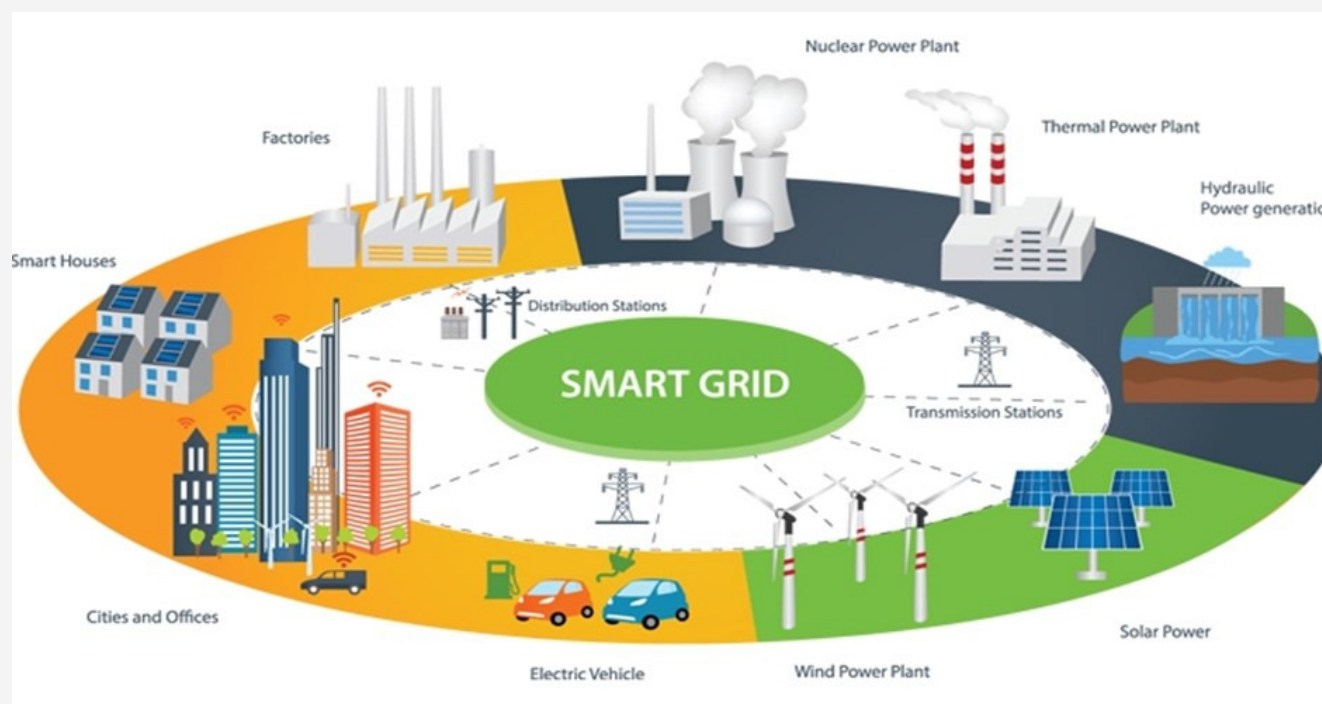 Nuclear Power Plant
Factories
Thermal Power Plant
Hydraulic
Power generatio
Smart Houses
Distribution Stations
SMART GRID
Transmission Stations
Cities and Offices
Electric Vehicle
Wind Power Plant
Solar Power